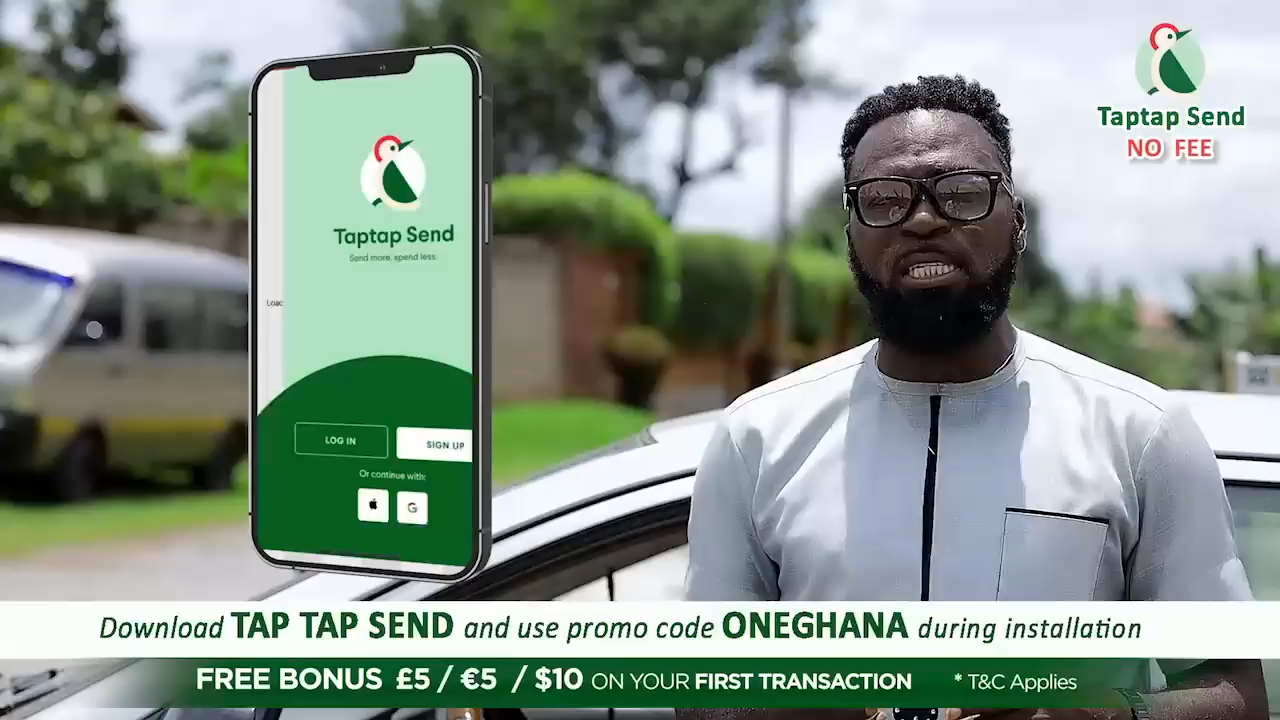 Taptap Send
NO FEE
Taptap Send
Send more, spend less.
Loac
LOG IN
SIGN UP
Or continue with:
G
Download TAP TAP SEND and use promo code ONEGHANA during installation
FREE BONUS £5 / €5 / $10 ON YOUR FIRST TRANSACTION * T&C Applies